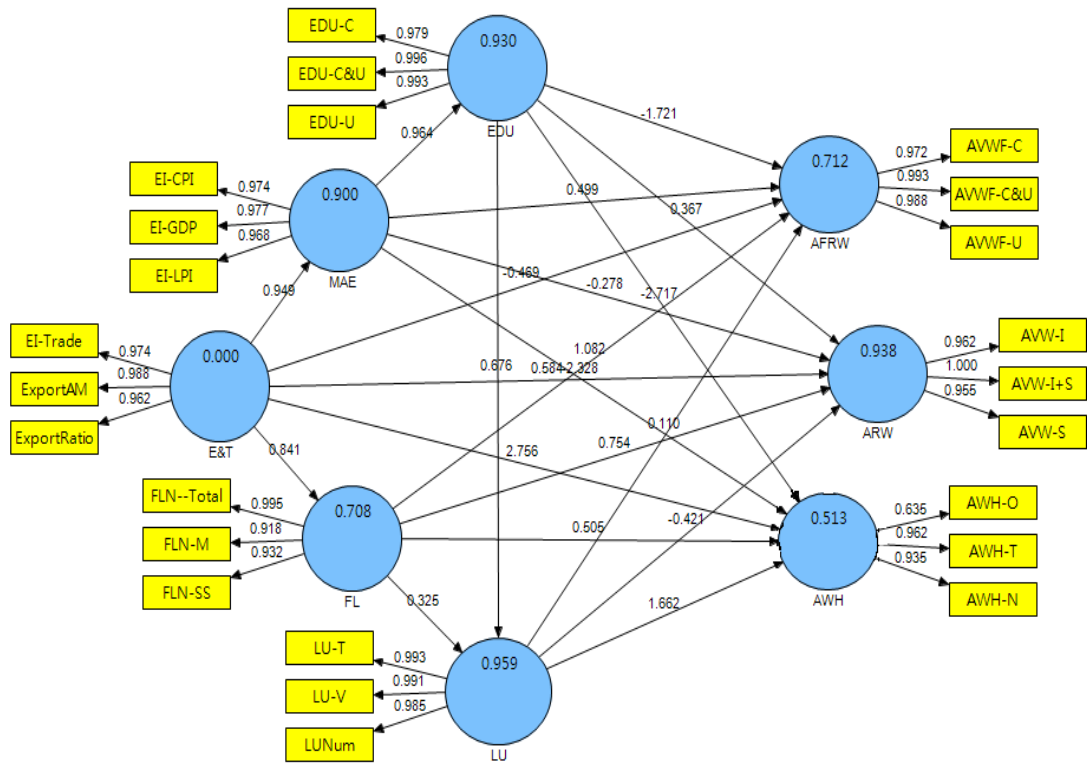 EDU-C
0.979
0.930
EDU-C&U
0.996
EDU-U
0.993
EDU
0.964
-1.721
EI-CPI
0.974
0.900
EI-GDP
0.977
EI-LPI
0.968
MAE
0.949
0.499
0.367
0.712
AFRW
0.972
AVWF-C
0.993
AVWF-C&U
0.988
AVWF-U
-0.469
-0.278
-2.717
EI-Trade
0.974
0.000
ExportAM
0.988
ExportRatio
0.962
E&T
0.841
0.676
1.082
0.584
2.328
0.938
ARW
0.962
AVW-I
1.000
AVW-I+S
0.955
AVW-S
2.756
0.754
0.110
FLN--Total
0.995
0.708
FLN-M
0.918
FLN-SS
0.932
FL
0.325
0.505
-0.421
0.513
AWH
0.635
AWH-O
0.962
AWH-T
0.935
AWH-N
1.662
LU-T
0.993
0.959
LU-V
0.991
LUNum
0.985
LU